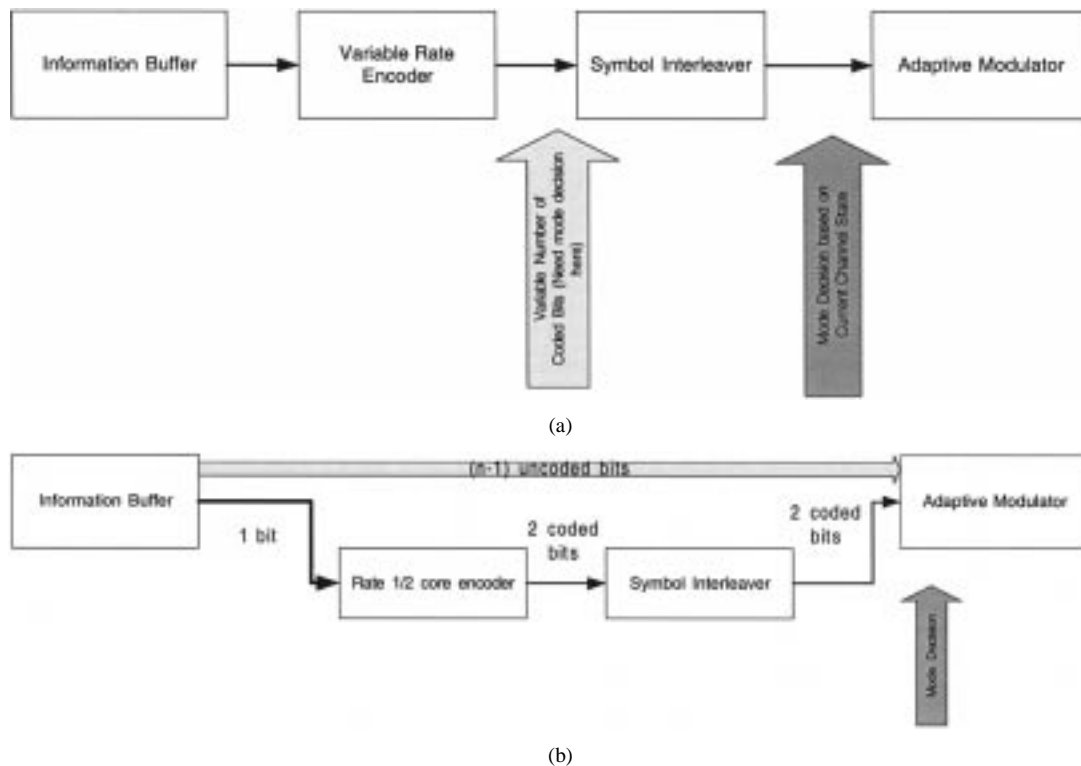 Information Buffer
Variable Rate
Encoder
Symbol Interleaver
Adaptive Modulator
Variable Number of
Coded Bits (Need mode decision
here)
Mode Decision based on
Current Channel State
(a)
(n-1) uncoded bits
Information Buffer
Adaptive Modulator
1 bit
2 coded
bits
2 coded
bits
Rate 1/2 core encoder
Symbol Interleaver
Mode Decision
(b)